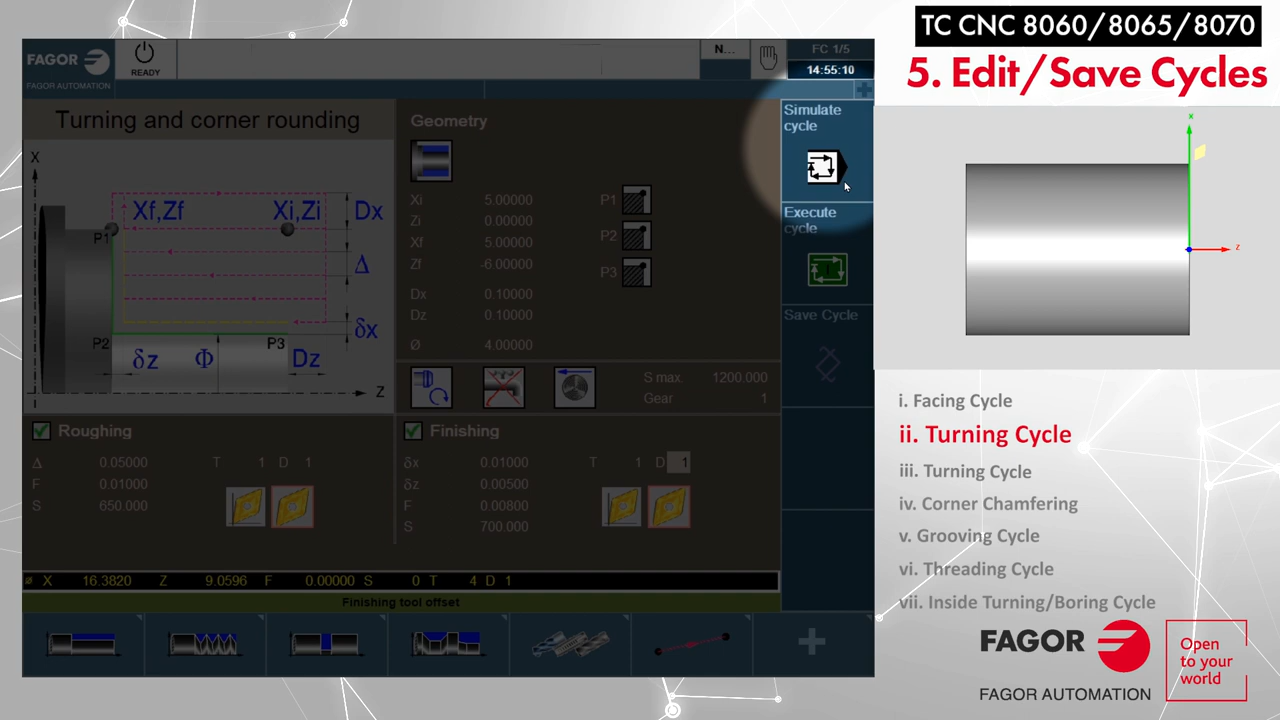 TC CNC 8060/8065/8070
5. Edit/Save Cycles
FAGOR
FAGOR AUTOMATION
READY
N...
FC 1/5
14:55:10
Turning and corner rounding
X
Xf,Zf
Xi,Zi
Dx
P1
Δ
δx
P2
δz
Φ
P3
Dz
Z
Geometry
Xi 5.00000 P1
Zi 0.00000
Xf 5.00000 P2
Zf -6.00000 P3
Dx 0.10000
Dz 0.10000
Ø 4.00000
S max. 1200.000
Gear 1
Roughing
Δ 0.05000 T 1 D 1
F 0.01000
S 650.000
Finishing
δx 0.01000 T 1 D 1
δz 0.00500
F 0.00800
S 700.000
ø X 16.3820 Z 9.0596 F 0.00000 S 0 T 4 D 1
Finishing tool offset
Simulate
cycle
Execute
cycle
Save Cycle
x
z
i. Facing Cycle
ii. Turning Cycle
iii. Turning Cycle
iv. Corner Chamfering
v. Grooving Cycle
vi. Threading Cycle
vii. Inside Turning/Boring Cycle
FAGOR
FAGOR AUTOMATION
Open
to your
world